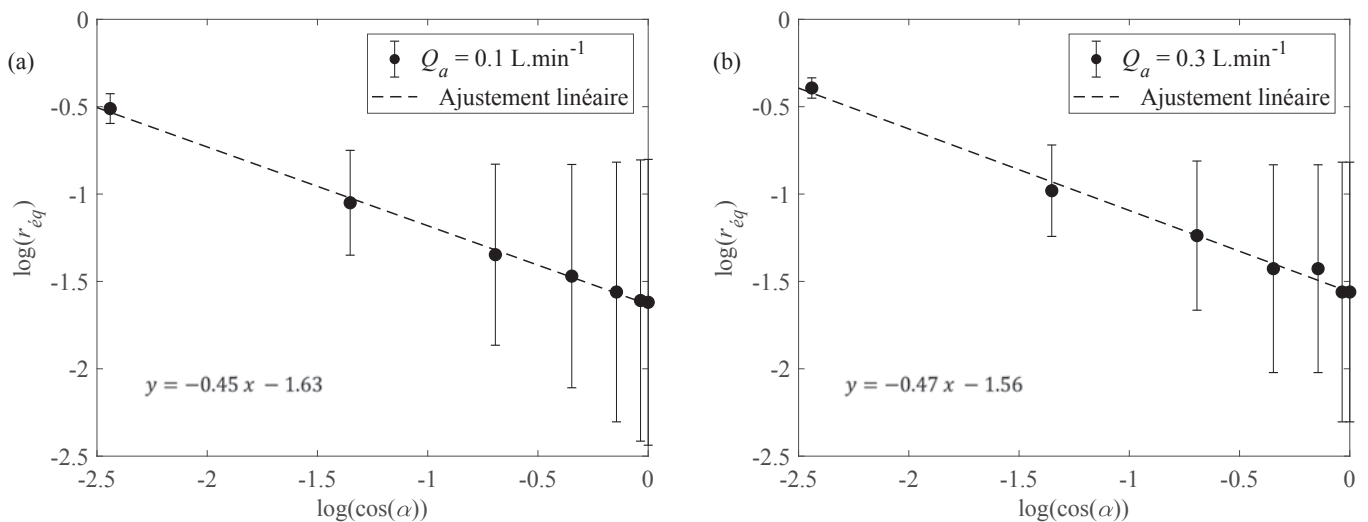 (a)
0
-0.5
-1
-1.5
-2
-2.5
log(r_éq)
Q_a = 0.1 L.min^-1
Ajustement linéaire
y = −0.45 x − 1.63
-2.5 -2 -1.5 -1 -0.5 0
log(cos(α))
(b)
0
-0.5
-1
-1.5
-2
-2.5
log(r_éq)
Q_a = 0.3 L.min^-1
Ajustement linéaire
y = −0.47 x − 1.56
-2.5 -2 -1.5 -1 -0.5 0
log(cos(α))